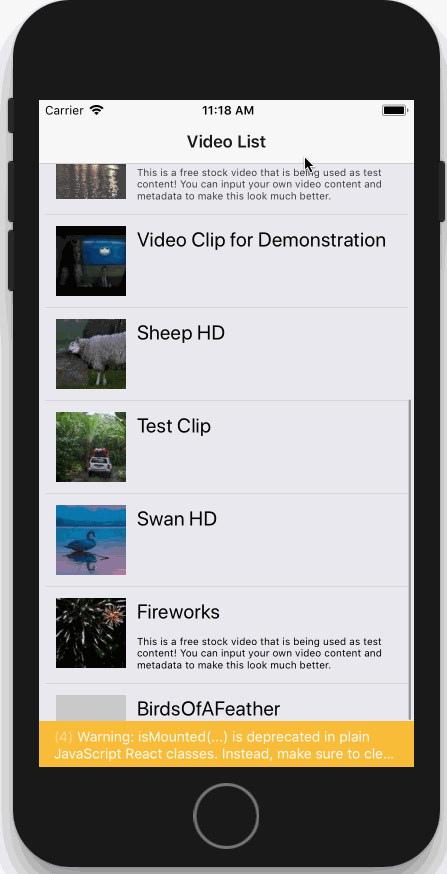 Carrier
11:18 AM
Video List
This is a free stock video that is being used as test
content! You can input your own video content and
metadata to make this look much better.
Video Clip for Demonstration
Sheep HD
Test Clip
Swan HD
Fireworks
This is a free stock video that is being used as test
content! You can input your own video content and
metadata to make this look much better.
BirdsOfAFeather
(4) Warning: isMounted(...) is deprecated in plain
JavaScript React classes. Instead, make sure to cle...